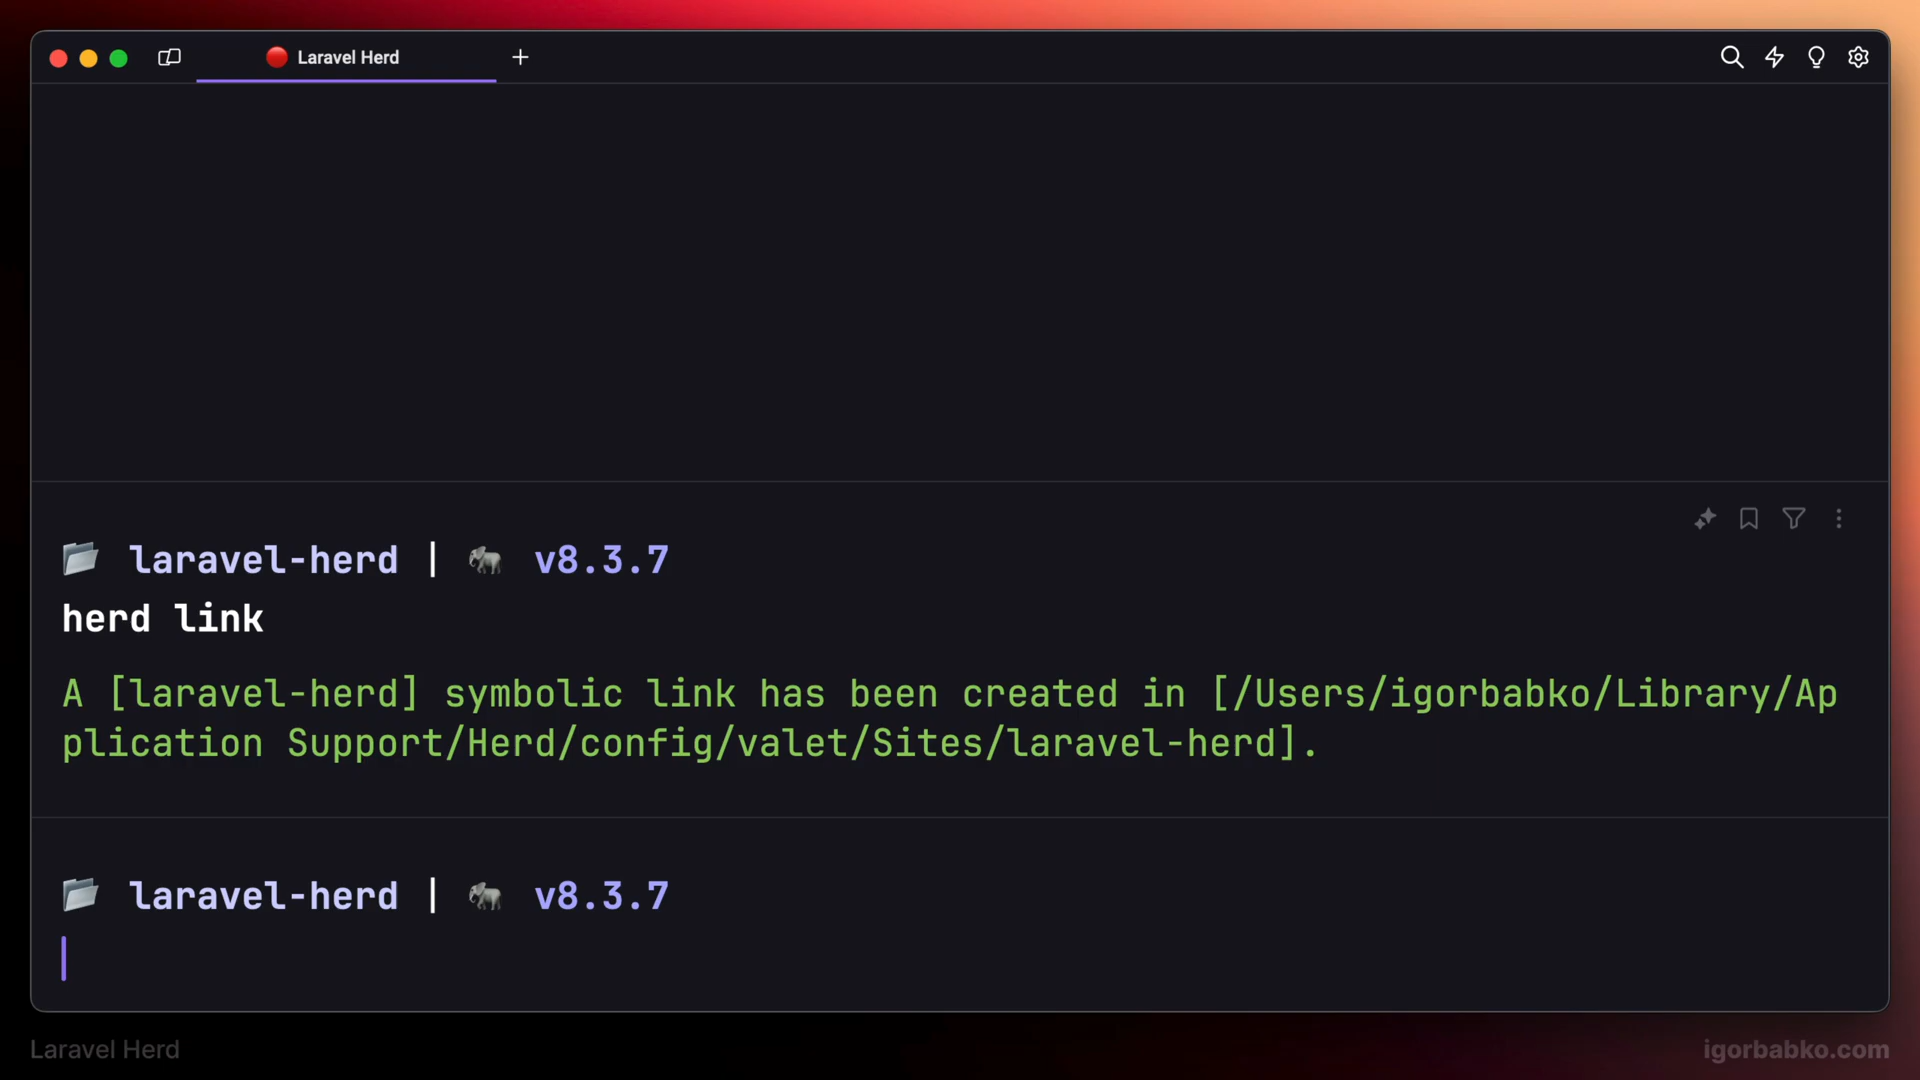 Laravel Herd
laravel-herd | v8.3.7
herd link
A [laravel-herd] symbolic link has been created in [/Users/igorbabko/Library/Ap
plication Support/Herd/config/valet/Sites/laravel-herd].
laravel-herd | v8.3.7
Laravel Herd
igorbabko.com